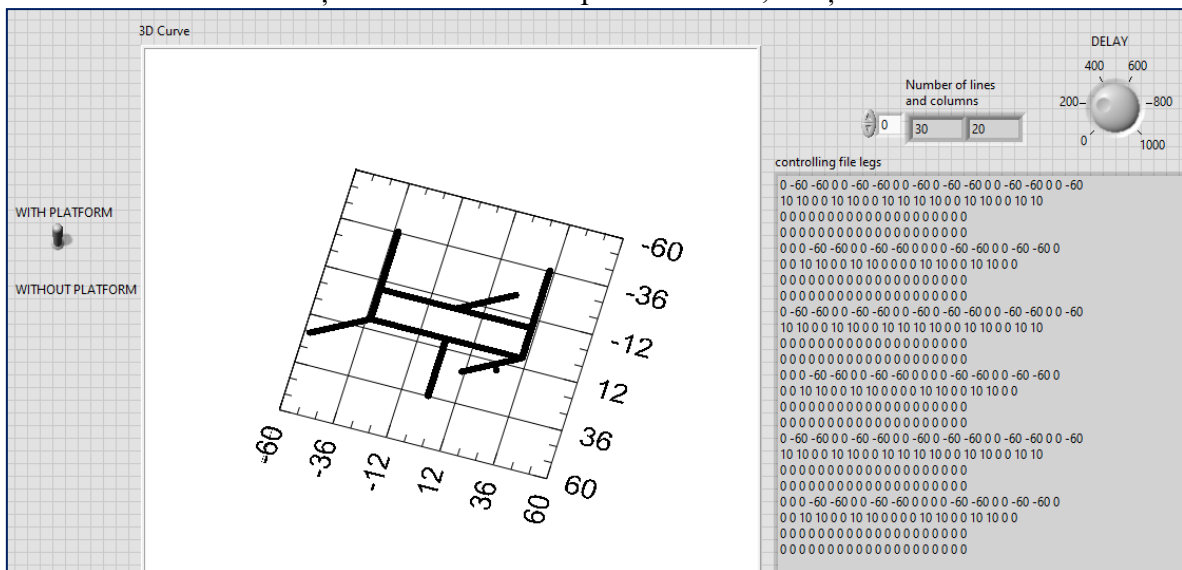 3D Curve
DELAY
400 600
200 800
0 1000
Number of lines
and columns
0 30 20
WITH PLATFORM
WITHOUT PLATFORM
-60
-36
-12
12
36
60
-60 -36 -12 12 36 60
controlling file legs
0 -60 -60 0 0 -60 -60 0 0 -60 0 -60 -60 0 0 -60 -60 0 0 -60
10 10 0 0 10 10 0 0 10 10 10 10 0 0 10 10 0 0 10 10
0 0 0 0 0 0 0 0 0 0 0 0 0 0 0 0 0 0 0 0
0 0 0 0 0 0 0 0 0 0 0 0 0 0 0 0 0 0 0 0
0 0 0 -60 -60 0 0 -60 -60 0 0 0 0 -60 -60 0 0 -60 -60 0
0 0 10 10 0 0 10 10 0 0 0 0 10 10 0 0 10 10 0 0
0 0 0 0 0 0 0 0 0 0 0 0 0 0 0 0 0 0 0 0
0 0 0 0 0 0 0 0 0 0 0 0 0 0 0 0 0 0 0 0
0 -60 -60 0 0 -60 -60 0 0 -60 0 -60 -60 0 0 -60 -60 0 0 -60
10 10 0 0 10 10 0 0 10 10 10 10 0 0 10 10 0 0 10 10
0 0 0 0 0 0 0 0 0 0 0 0 0 0 0 0 0 0 0 0
0 0 0 0 0 0 0 0 0 0 0 0 0 0 0 0 0 0 0 0
0 0 0 -60 -60 0 0 -60 -60 0 0 0 0 -60 -60 0 0 -60 -60 0
0 0 10 10 0 0 10 10 0 0 0 0 10 10 0 0 10 10 0 0
0 0 0 0 0 0 0 0 0 0 0 0 0 0 0 0 0 0 0 0
0 0 0 0 0 0 0 0 0 0 0 0 0 0 0 0 0 0 0 0
0 -60 -60 0 0 -60 -60 0 0 -60 0 -60 -60 0 0 -60 -60 0 0 -60
10 10 0 0 10 10 0 0 10 10 10 10 0 0 10 10 0 0 10 10
0 0 0 0 0 0 0 0 0 0 0 0 0 0 0 0 0 0 0 0
0 0 0 0 0 0 0 0 0 0 0 0 0 0 0 0 0 0 0 0
0 0 0 -60 -60 0 0 -60 -60 0 0 0 0 -60 -60 0 0 -60 -60 0
0 0 10 10 0 0 10 10 0 0 0 0 10 10 0 0 10 10 0 0
0 0 0 0 0 0 0 0 0 0 0 0 0 0 0 0 0 0 0 0
0 0 0 0 0 0 0 0 0 0 0 0 0 0 0 0 0 0 0 0